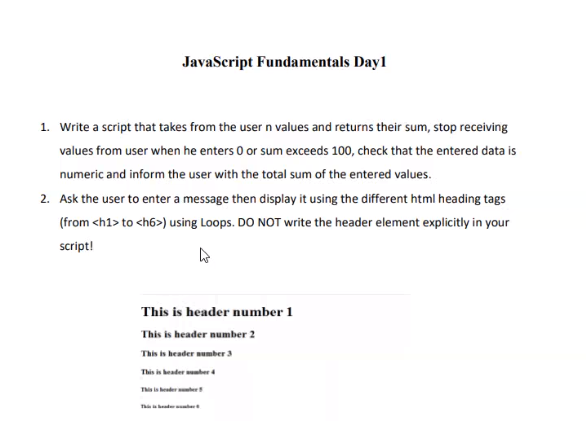 JavaScript Fundamentals Day1
1. Write a script that takes from the user n values and returns their sum, stop receiving
values from user when he enters 0 or sum exceeds 100, check that the entered data is
numeric and inform the user with the total sum of the entered values.
2. Ask the user to enter a message then display it using the different html heading tags
(from <h1> to <h6>) using Loops. DO NOT write the header element explicitly in your
script!
This is header number 1
This is header number 2
This is header number 3
This is header number 4
This is header number 5
This is header number 6